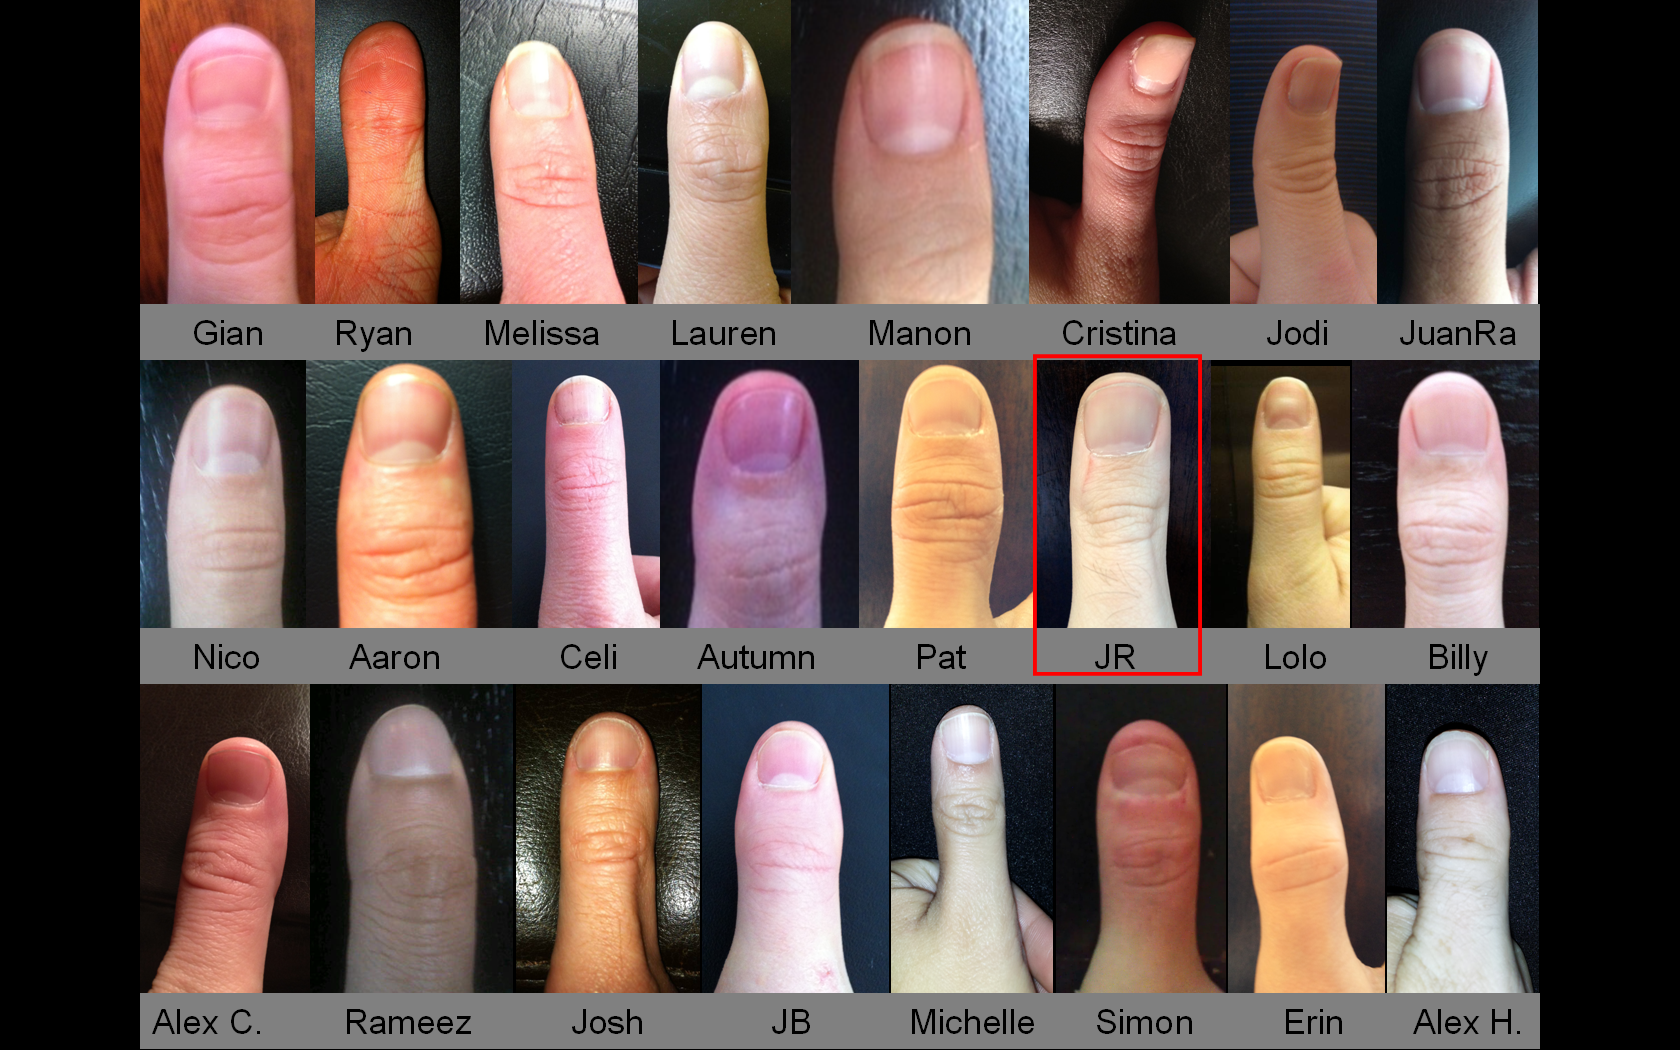 Gian Ryan Melissa Lauren Manon Cristina Jodi JuanRa
Nico Aaron Celi Autumn Pat JR Lolo Billy
Alex C. Rameez Josh JB Michelle Simon Erin Alex H.